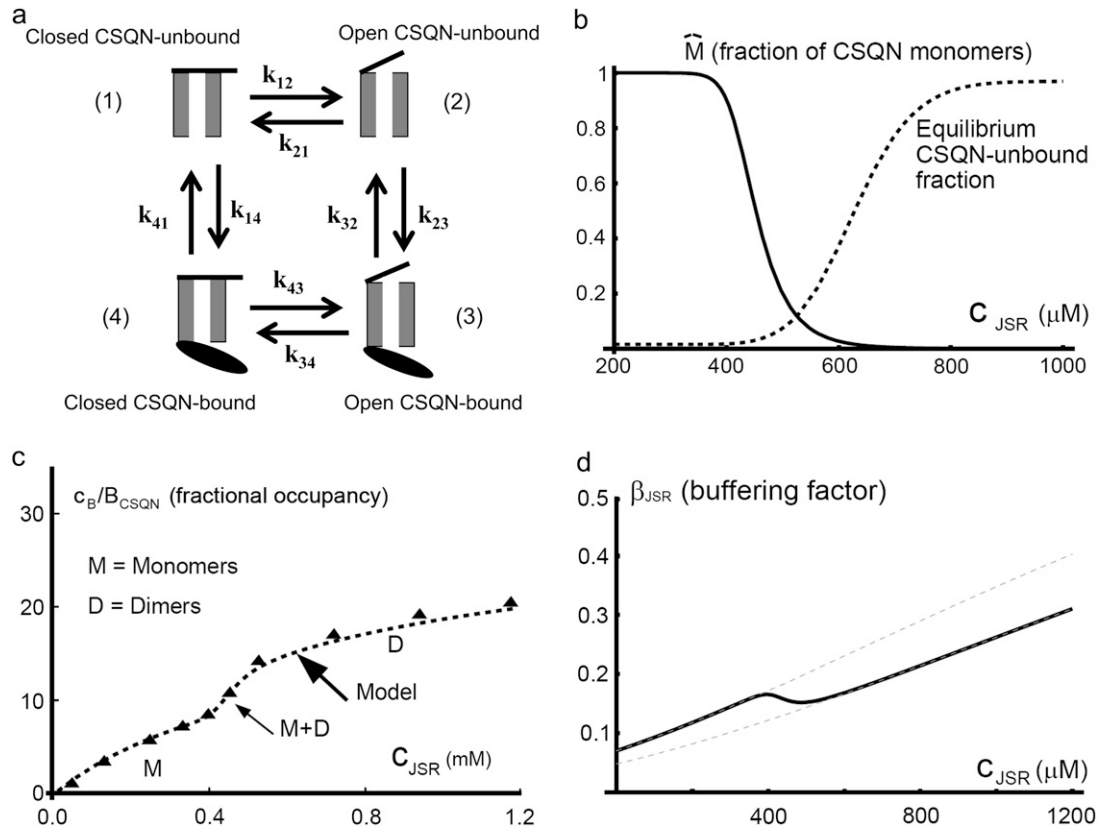 a
Closed CSQN-unbound
Open CSQN-unbound
(1)
k12
(2)
k21
k41
k14
k32
k23
(4)
k43
(3)
k34
Closed CSQN-bound
Open CSQN-bound
b
M̂ (fraction of CSQN monomers)
1
0.8
0.6
0.4
0.2
Equilibrium
CSQN-unbound
fraction
C JSR (μM)
200
400
600
800
1000
c
cB/BCSQN (fractional occupancy)
30
20
10
0
M = Monomers
D = Dimers
D
Model
M+D
M
CJSR (mM)
0.0
0.4
0.8
1.2
d
βJSR (buffering factor)
0.5
0.4
0.3
0.2
0.1
CJSR (μM)
400
800
1200